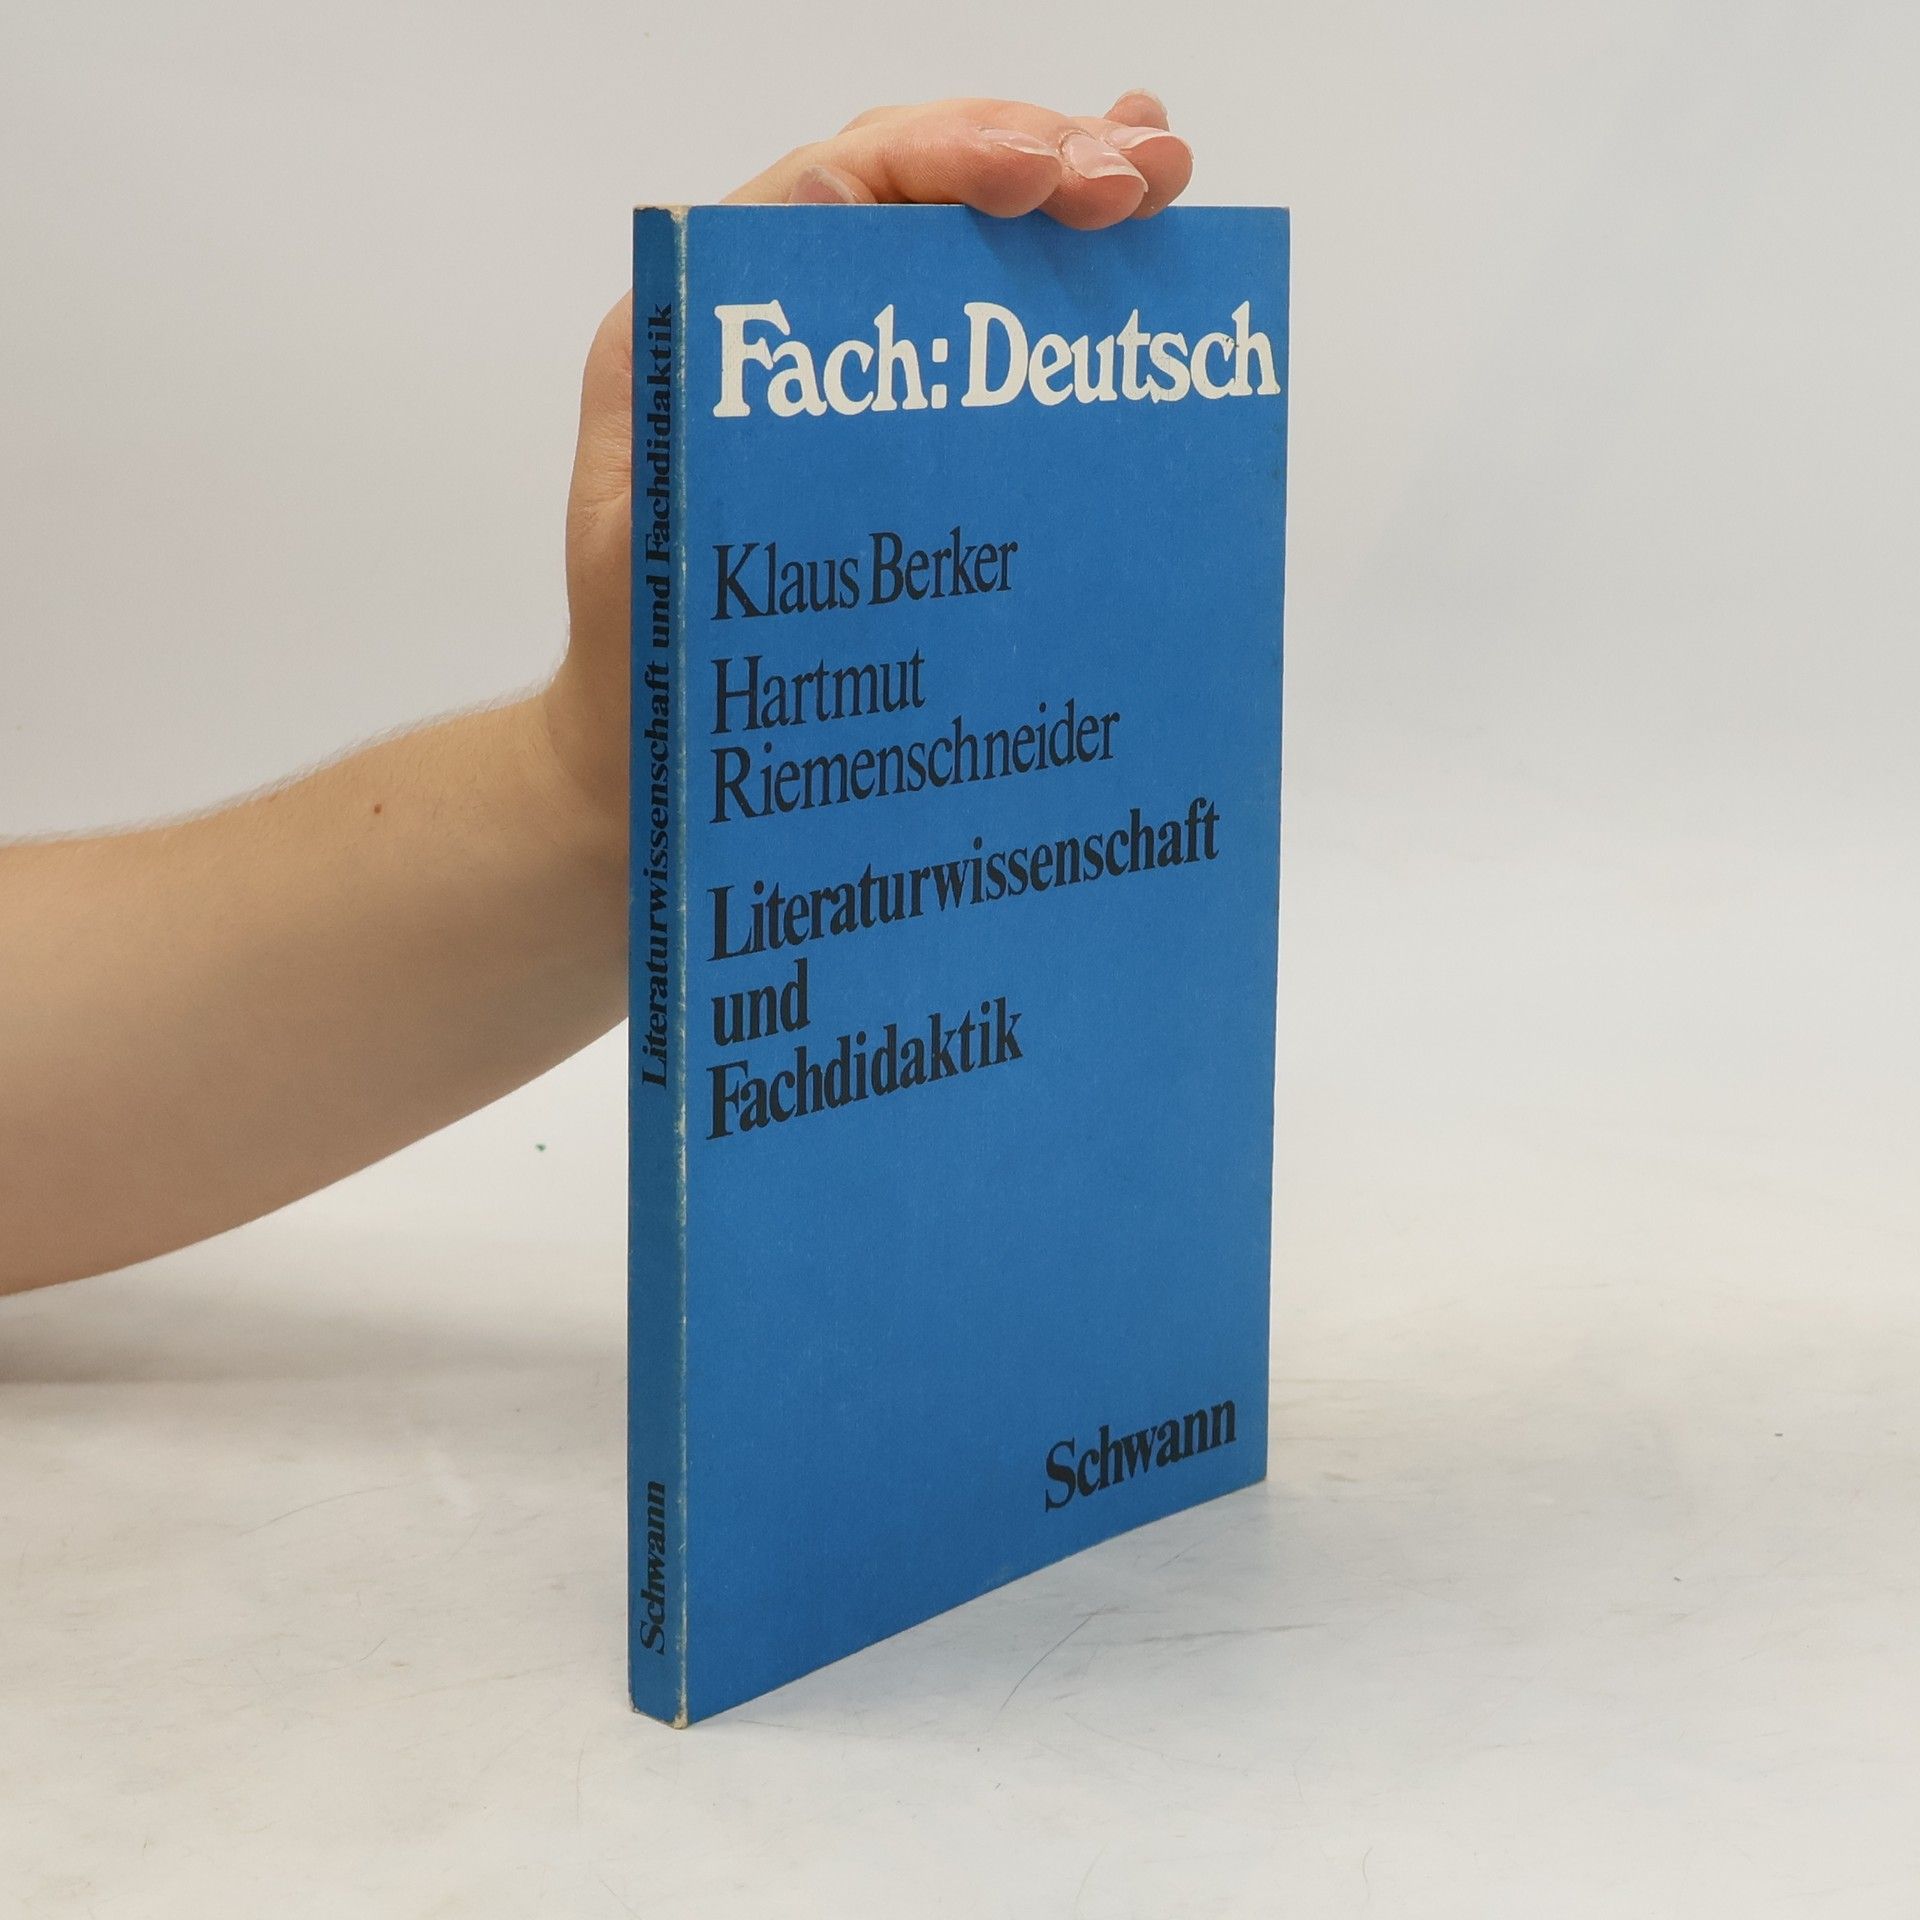 Fach: Deutsch
Klaus Berker
Hartmut
Riemenschneider
Literaturwissenschaft
und
Fachdidaktik
Schwann
Literaturwissenschaft und Fachdidaktik
Schwann